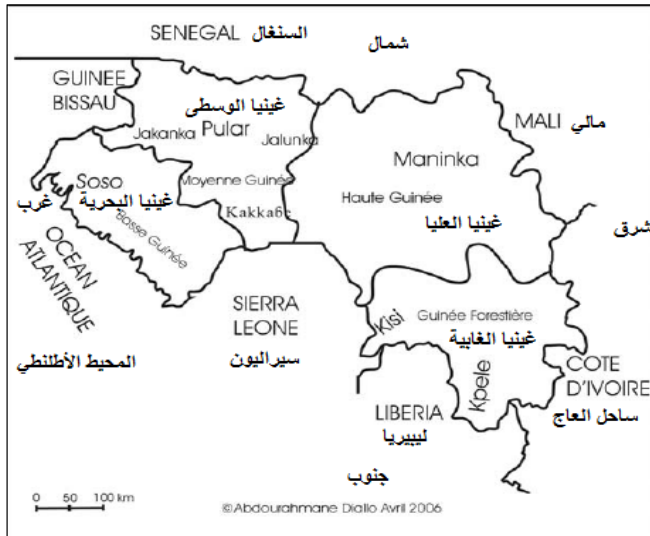 SENEGAL السنغال
شمال
GUINEE
BISSAU
غينيا الوسطى
Jakanka
Pular
Jalunka
MALI مالي
Maninka
Soso
غرب
غينيا البحرية
Moyenne Guinée
Haute Guinée
Basse Guinée
Kakkaɓe
غينيا العليا
شرق
OCEAN
ATLANTIQUE
المحيط الأطلنطي
SIERRA
LEONE
سيراليون
Kisi
Guinée Forestière
غينيا الغابية
Kpele
COTE
D'IVOIRE
ساحل العاج
LIBERIA
ليبيريا
جنوب
0 50 100 km
©Abdourahmane Diallo Avril 2006